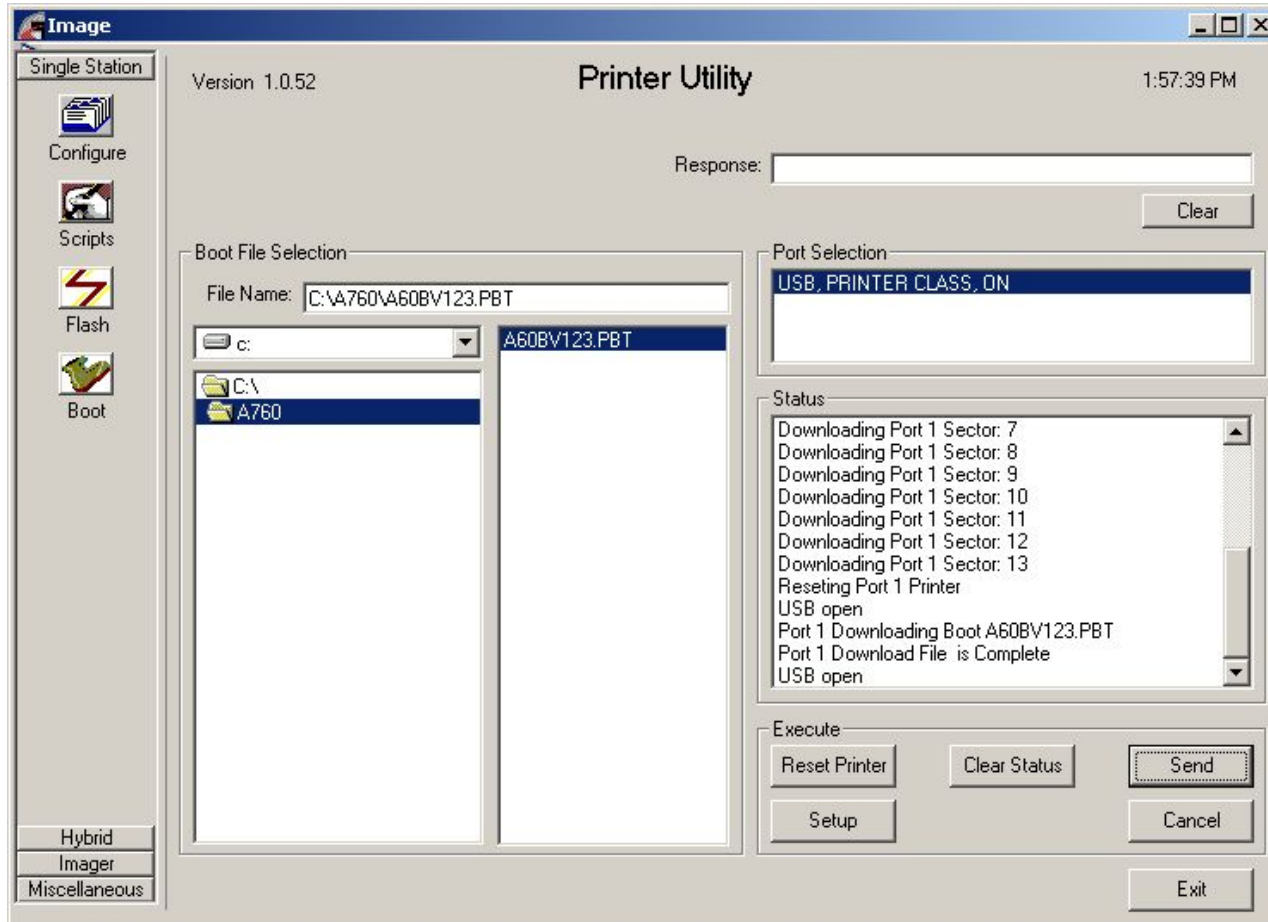 Image
Single Station
Configure
Scripts
Flash
Boot
Hybrid
Imager
Miscellaneous
Version 1.0.52
Printer Utility
1:57:39 PM
Response:
Clear
Boot File Selection
File Name: C:\A760\A60BV123.PBT
c:
C:\
A760
A60BV123.PBT
Port Selection
USB, PRINTER CLASS, ON
Status
Downloading Port 1 Sector: 7
Downloading Port 1 Sector: 8
Downloading Port 1 Sector: 9
Downloading Port 1 Sector: 10
Downloading Port 1 Sector: 11
Downloading Port 1 Sector: 12
Downloading Port 1 Sector: 13
Reseting Port 1 Printer
USB open
Port 1 Downloading Boot A60BV123.PBT
Port 1 Download File  is Complete
USB open
Execute
Reset Printer
Clear Status
Send
Setup
Cancel
Exit